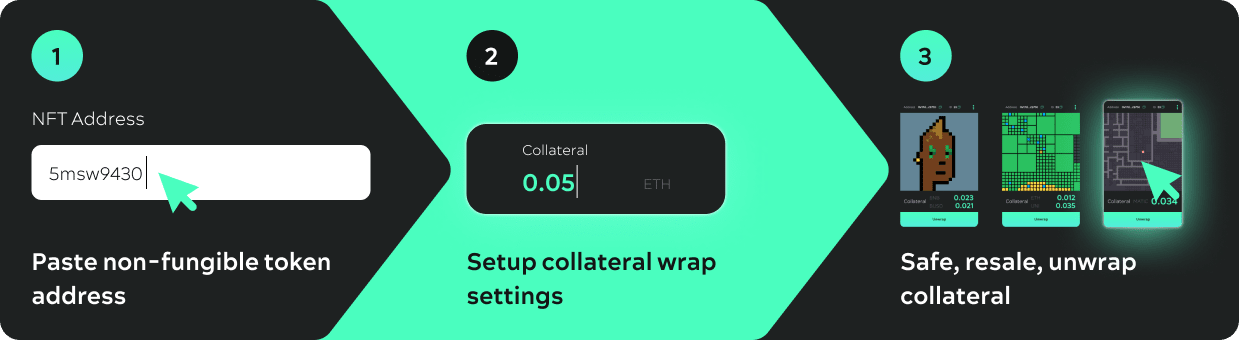 1
NFT Address
5msw9430
Paste non-fungible token
address
2
Collateral
0.05
ETH
Setup collateral wrap
settings
3
Collateral
0.023
0.021
Unwrap
Collateral ETH 0.012
0.035
Unwrap
Collateral
0.034
Unwrap
Safe, resale, unwrap
collateral